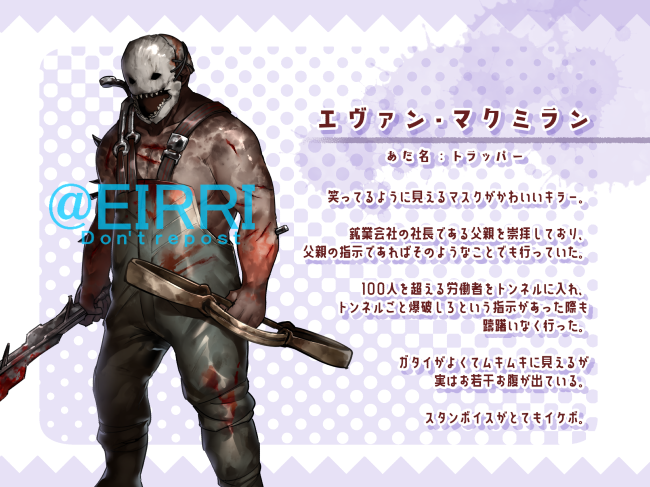 エヴァン・マクミラン
あだ名：トラッパー
笑ってるように見えるマスクがかわいいキラー。
鉱業会社の社長である父親を崇拝しており、
父親の指示であればそのようなことでも行っていた。
100人を超える労働者をトンネルに入れ、
トンネルごと爆破しろという指示があった際も
躊躇いなく行った。
ガタイがよくてムキムキに見えるが
実はお若干お腹が出ている。
スタンボイスがとてもイケボ。
@EIRRI
Don't repost